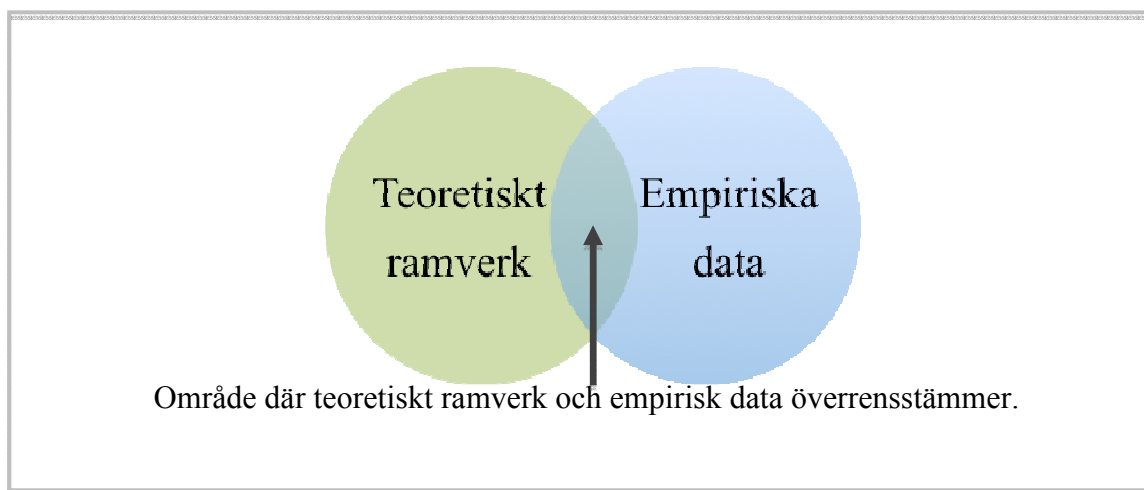 Teoretiskt
ramverk
Empiriska
data
Område där teoretiskt ramverk och empirisk data överrensstämmer.